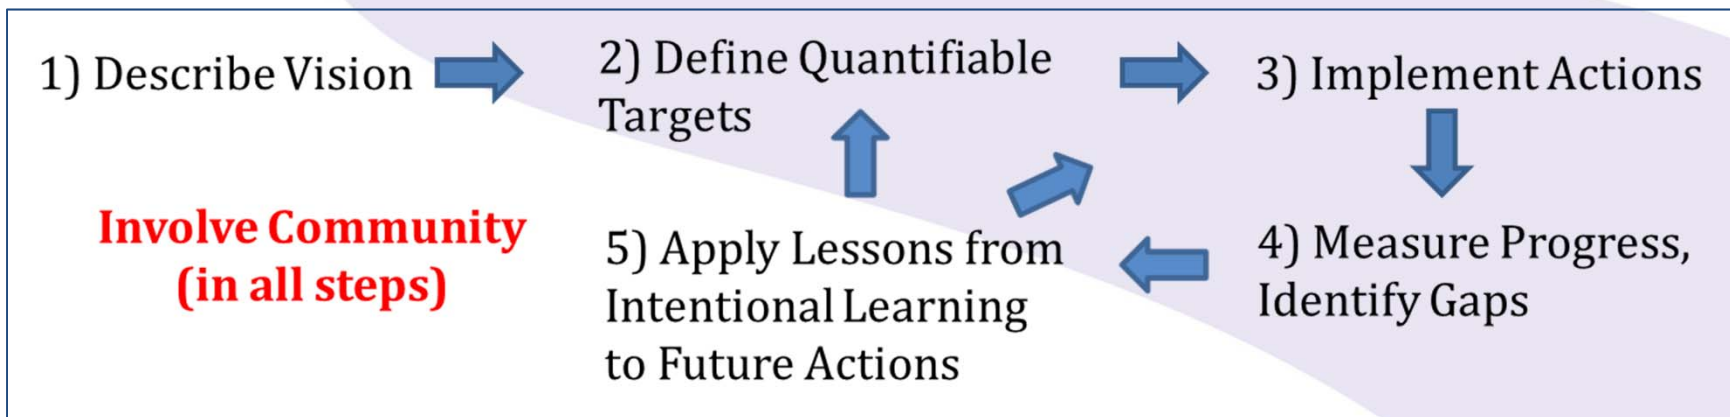 1) Describe Vision
2) Define Quantifiable
Targets
3) Implement Actions
Involve Community
(in all steps)
5) Apply Lessons from
Intentional Learning
to Future Actions
4) Measure Progress,
Identify Gaps